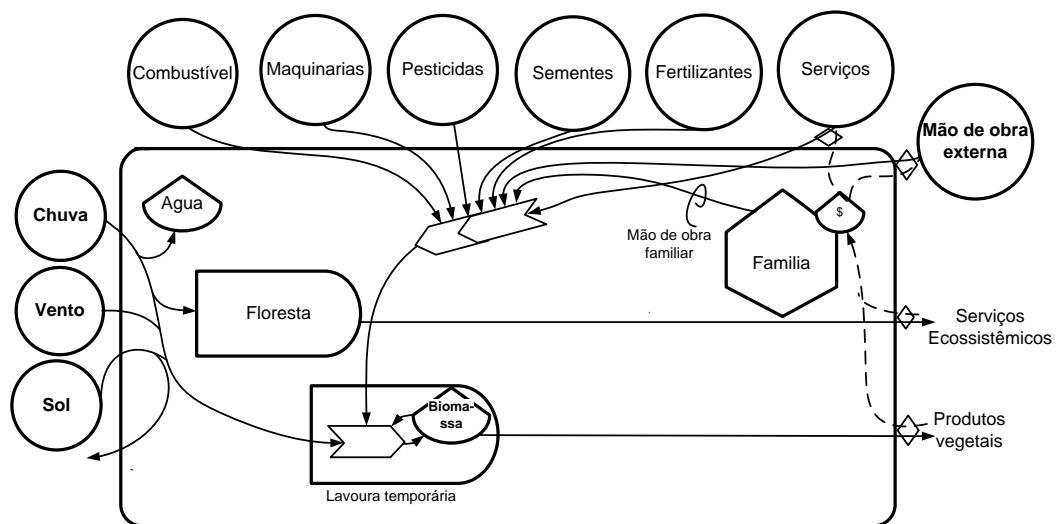 Combustível
Maquinarias
Pesticidas
Sementes
Fertilizantes
Serviços
Mão de obra
externa
Chuva
Agua
$
Mão de obra
familiar
Familia
Vento
Floresta
Serviços
Ecossistêmicos
Sol
Bioma-
ssa
Produtos
vegetais
Lavoura temporária